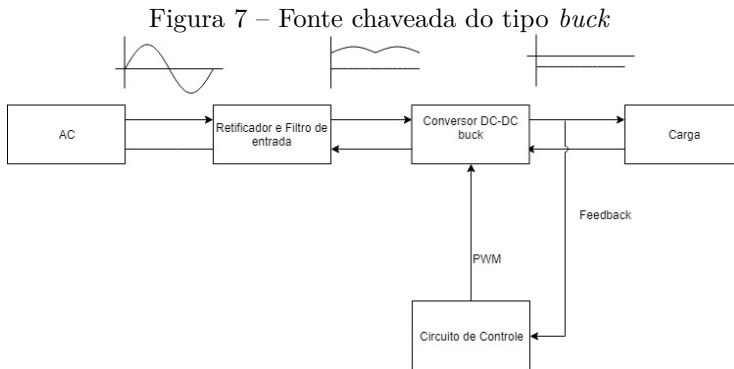 Figura 7 – Fonte chaveada do tipo buck
AC
Retificador e Filtro de
entrada
Conversor DC-DC
buck
Carga
Feedback
PWM
Circuito de Controle